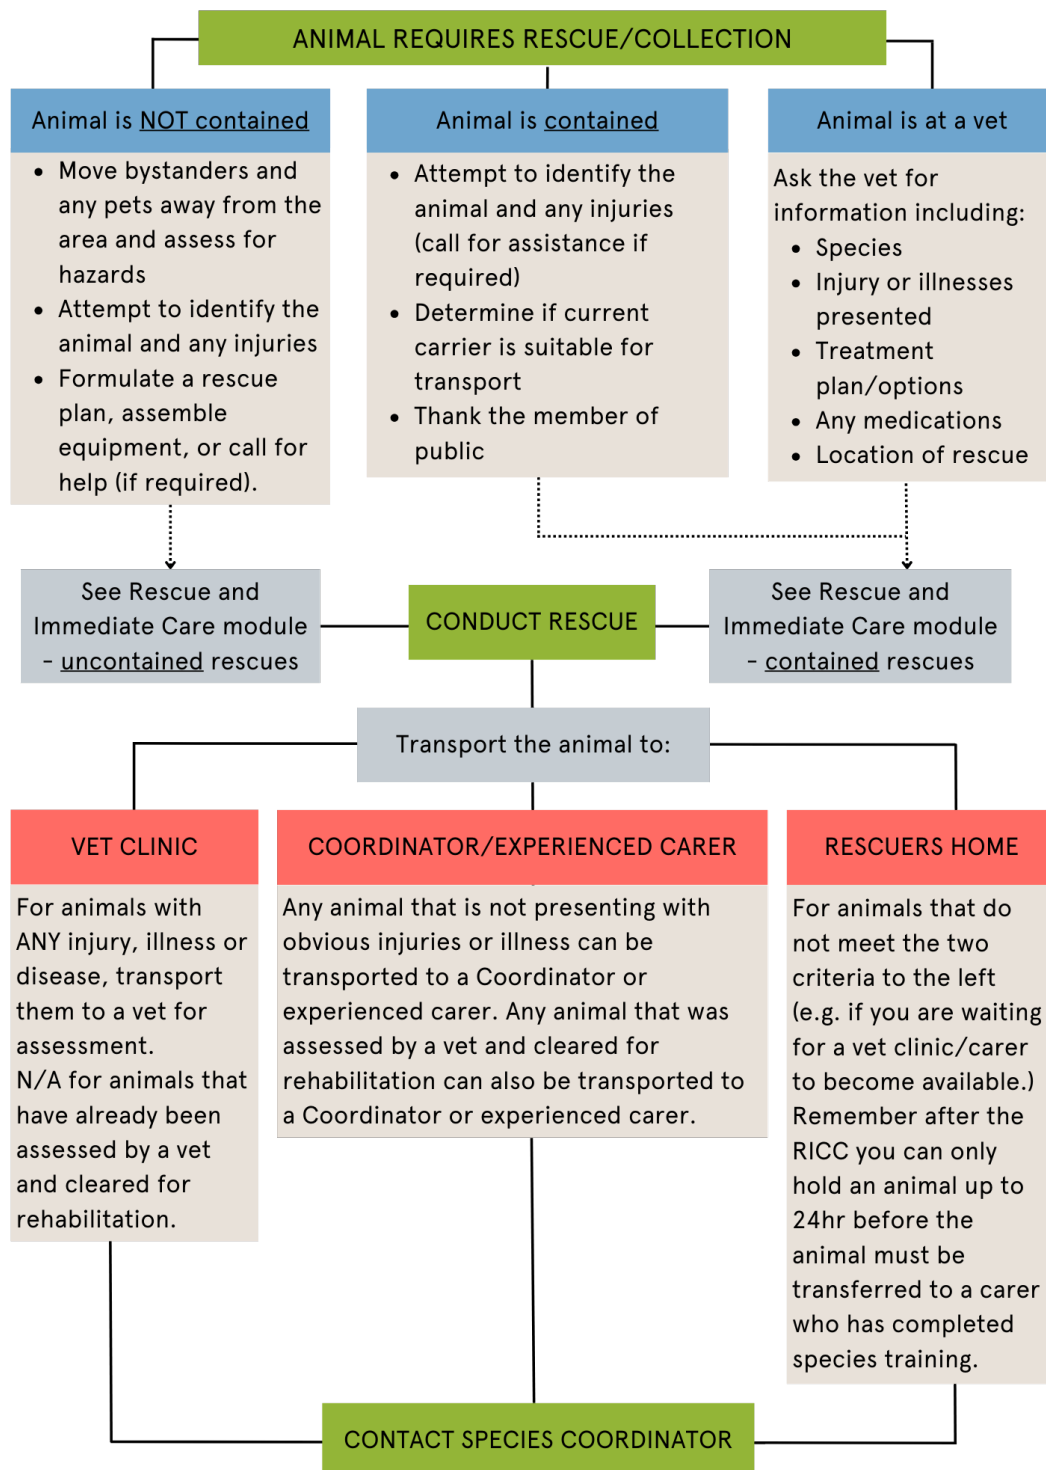 ANIMAL REQUIRES RESCUE/COLLECTION
Animal is NOT contained
• Move bystanders and
any pets away from the
area and assess for
hazards
• Attempt to identify the
animal and any injuries
• Formulate a rescue
plan, assemble
equipment, or call for
help (if required).
Animal is contained
• Attempt to identify the
animal and any injuries
(call for assistance if
required)
• Determine if current
carrier is suitable for
transport
• Thank the member of
public
Animal is at a vet
Ask the vet for
information including:
• Species
• Injury or illnesses
presented
• Treatment
plan/options
• Any medications
• Location of rescue
See Rescue and
Immediate Care module
- uncontained rescues
CONDUCT RESCUE
See Rescue and
Immediate Care module
- contained rescues
Transport the animal to:
VET CLINIC
For animals with
ANY injury, illness or
disease, transport
them to a vet for
assessment.
N/A for animals that
have already been
assessed by a vet
and cleared for
rehabilitation.
COORDINATOR/EXPERIENCED CARER
Any animal that is not presenting with
obvious injuries or illness can be
transported to a Coordinator or
experienced carer. Any animal that was
assessed by a vet and cleared for
rehabilitation can also be transported to
a Coordinator or experienced carer.
RESCUERS HOME
For animals that do
not meet the two
criteria to the left
(e.g. if you are waiting
for a vet clinic/carer
to become available.)
Remember after the
RICC you can only
hold an animal up to
24hr before the
animal must be
transferred to a carer
who has completed
species training.
CONTACT SPECIES COORDINATOR